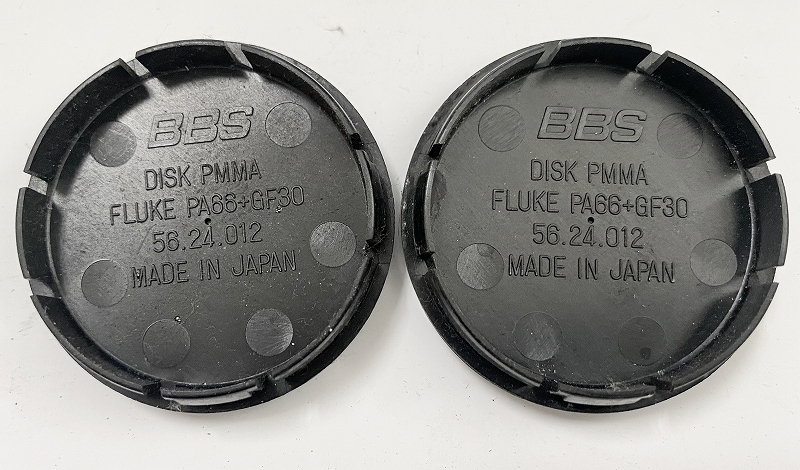 BBS
DISK PMMA
FLUKE PA66+GF30
56.24.012
MADE IN JAPAN
BBS
DISK PMMA
FLUKE PA66+GF30
56.24.012
MADE IN JAPAN